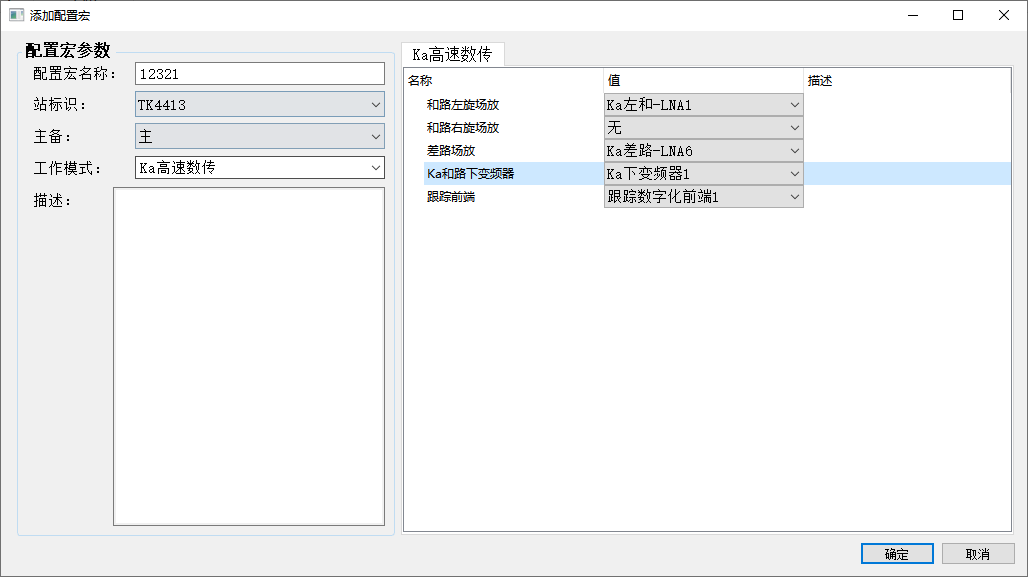 添加配置宏
配置宏参数
配置宏名称： 12321
站标识： TK4413
主备： 主
工作模式： Ka高速数传
描述：
Ka高速数传
名称 值 描述
和路左旋场放 Ka左和-LNA1
和路右旋场放 无
差路场放 Ka差路-LNA6
Ka和路下变频器 Ka下变频器1
跟踪前端 跟踪数字化前端1
确定 取消